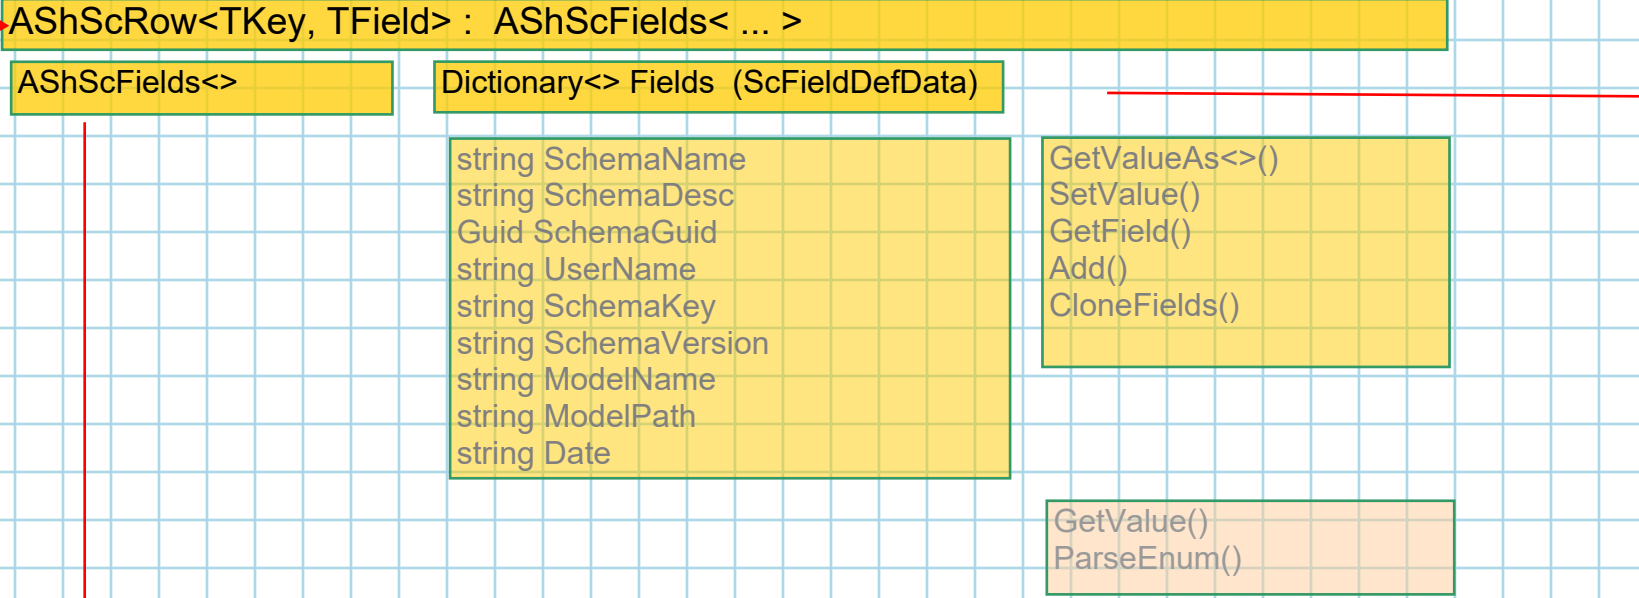 AShScRow<TKey, TField> : AShScFields< ... >
AShScFields<>
Dictionary<> Fields (ScFieldDefData)
string SchemaName
string SchemaDesc
Guid SchemaGuid
string UserName
string SchemaKey
string SchemaVersion
string ModelName
string ModelPath
string Date
GetValueAs<>()
SetValue()
GetField()
Add()
CloneFields()
GetValue()
ParseEnum()